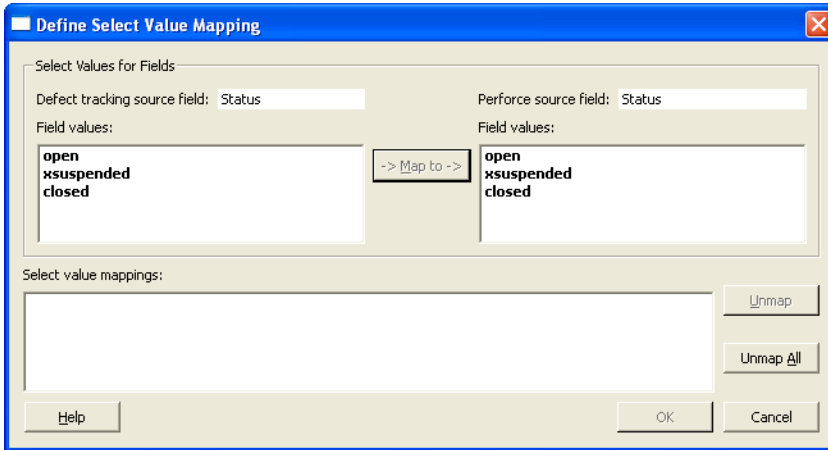 Define Select Value Mapping
Select Values for Fields
Defect tracking source field: Status
Perforce source field: Status
Field values:
Field values:
open
xsuspended
closed
-> Map to ->
open
xsuspended
closed
Select value mappings:
Unmap
Unmap All
Help
OK
Cancel